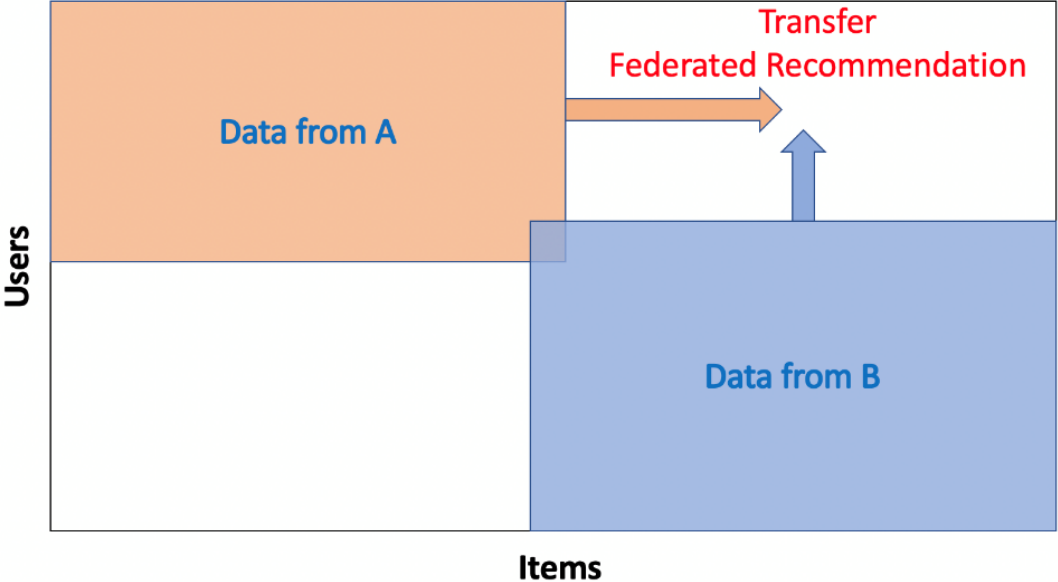 Transfer
Federated Recommendation
Data from A
Users
Data from B
Items